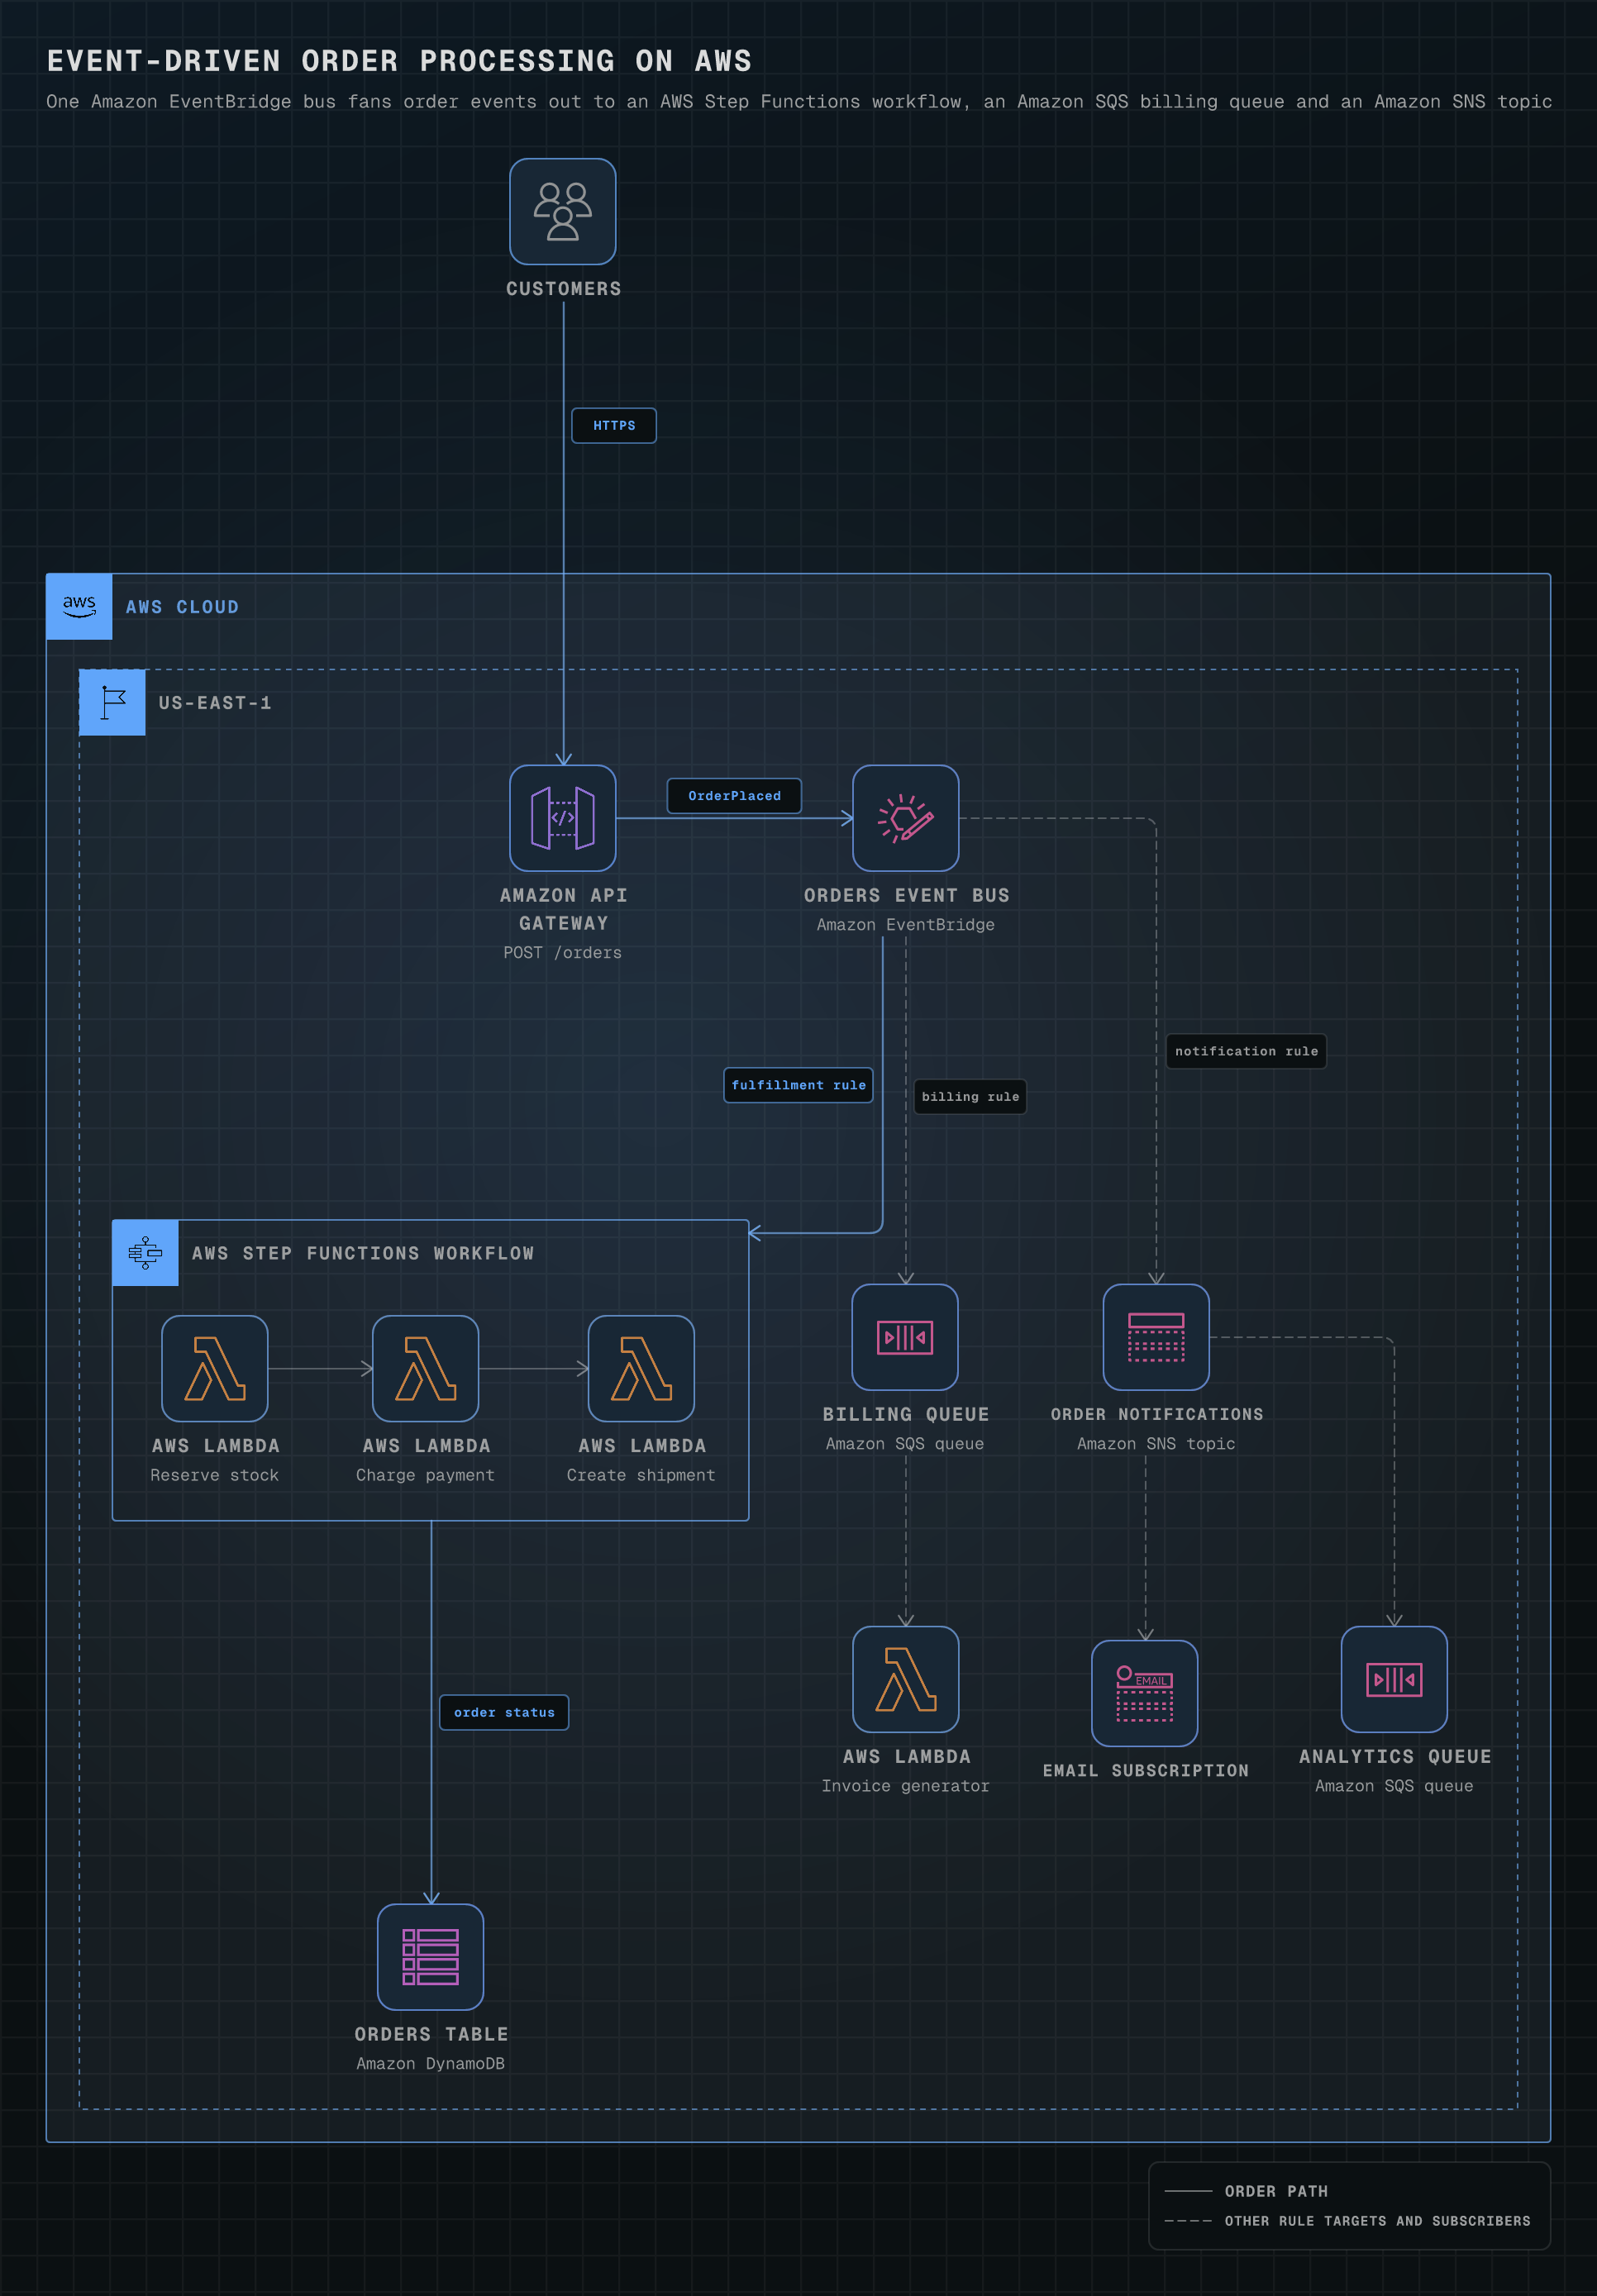 EVENT-DRIVEN ORDER PROCESSING ON AWS
One Amazon EventBridge bus fans order events out to an AWS Step Functions workflow, an Amazon SQS billing queue and an Amazon SNS topic
CUSTOMERS
HTTPS
aws
AWS CLOUD
US-EAST-1
OrderPlaced
</>
AMAZON API
GATEWAY
POST /orders
ORDERS EVENT BUS
Amazon EventBridge
notification rule
fulfillment rule
billing rule
AWS STEP FUNCTIONS WORKFLOW
AWS LAMBDA
Reserve stock
AWS LAMBDA
Charge payment
AWS LAMBDA
Create shipment
BILLING QUEUE
Amazon SQS queue
ORDER NOTIFICATIONS
Amazon SNS topic
order status
AWS LAMBDA
Invoice generator
EMAIL
EMAIL SUBSCRIPTION
ANALYTICS QUEUE
Amazon SQS queue
ORDERS TABLE
Amazon DynamoDB
ORDER PATH
OTHER RULE TARGETS AND SUBSCRIBERS